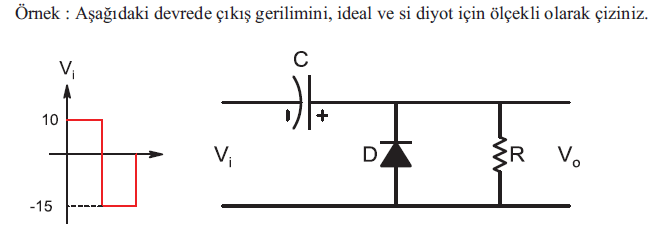 Örnek : Aşağıdaki devrede çıkış gerilimini, ideal ve si diyot için ölçekli olarak çiziniz.
Vi
10
-15
C
+
Vi
D
R
Vo